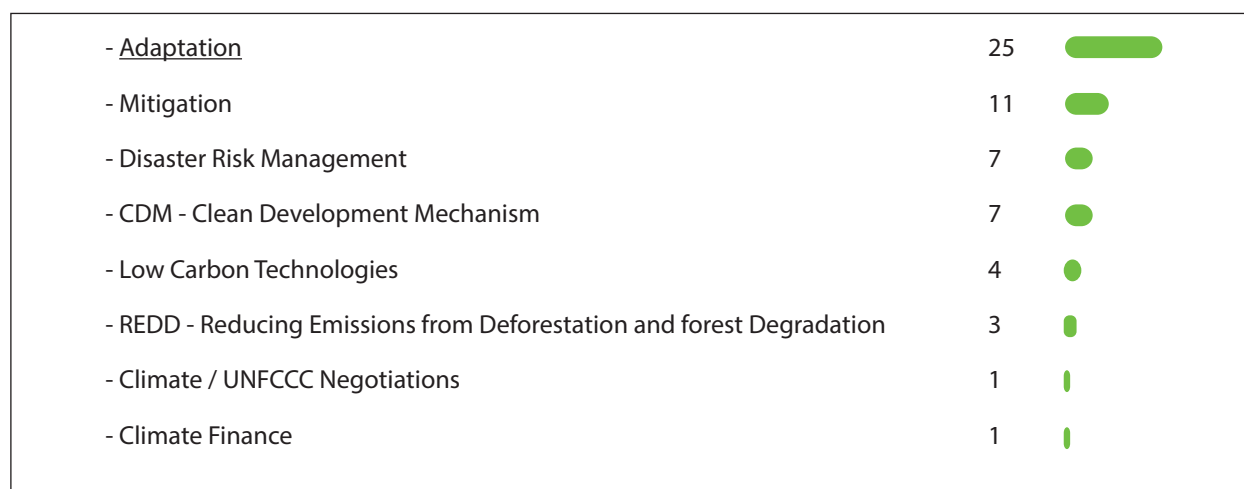 - Adaptation 25
- Mitigation 11
- Disaster Risk Management 7
- CDM - Clean Development Mechanism 7
- Low Carbon Technologies 4
- REDD - Reducing Emissions from Deforestation and forest Degradation 3
- Climate / UNFCCC Negotiations 1
- Climate Finance 1